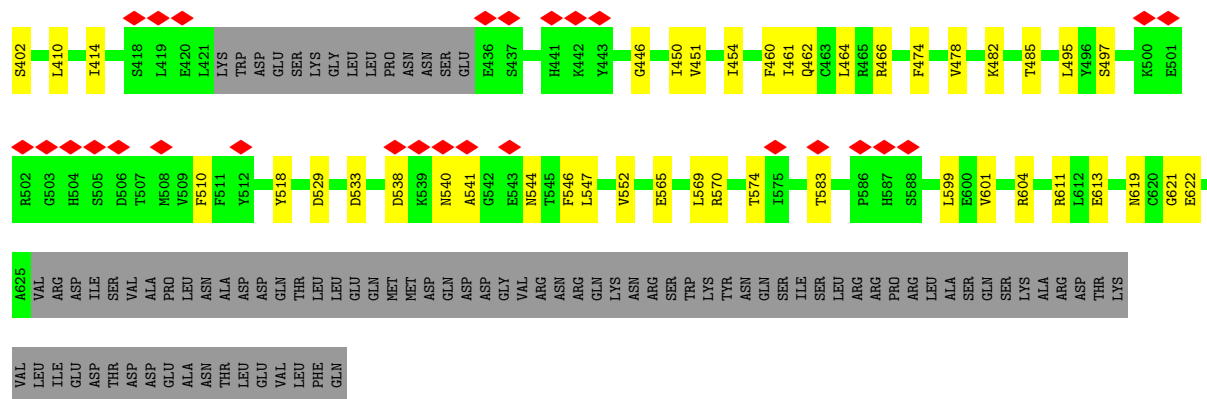 S402 L410 I414 S418 L419 E420 L421 LYS TRP ASP GLU SER LYS GLY LEU LEU PRO ASN ASN SER GLU E436 S437 H441 K442 Y443 G446 I450 V451 I454 F460 I461 Q462 C463 L464 R465 R466 F474 V478 K482 T485 L495 Y496 S497 K500 E501
R502 G503 H504 S505 D506 T507 M508 V509 F510 F511 Y512 Y518 D529 D533 D538 K539 N540 A541 G542 E543 N544 T545 F546 L547 V552 E565 L569 R570 T574 I575 T583 P586 H587 S588 L599 E600 V601 R604 R611 L612 E613 N619 C620 G621 E622
A625 VAL ARG ASP ILE SER VAL ALA PRO LEU ASN ALA ASP ASP GLN THR LEU LEU GLU GLN MET MET ASP GLN ASP ASP GLY VAL ARG ASN ARG GLN LYS ASN ARG SER TRP LYS TYR ASN GLN SER ILE SER LEU ARG ARG PRO ARG LEU ALA SER GLN SER LYS ALA ARG ASP THR LYS
VAL LEU ILE GLU ASP THR ASP ASP GLU ALA ASN THR LEU GLU VAL LEU PHE GLN